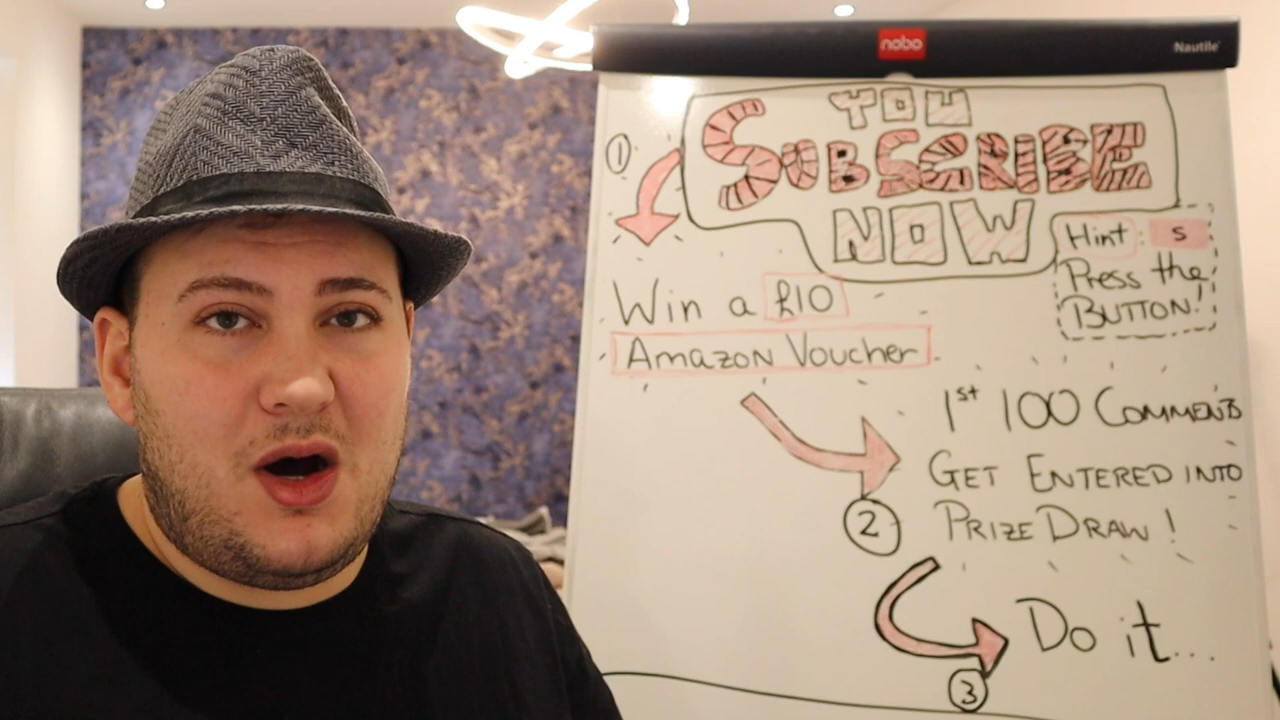 nobo
Nautile
YOU
SUBSCRIBE
NOW
Hint: S
Press the
BUTTON!
1
Win a £10
Amazon Voucher
1st 100 COMMENTS
GET ENTERED INTO
PRIZE DRAW!
2
Do it...
3